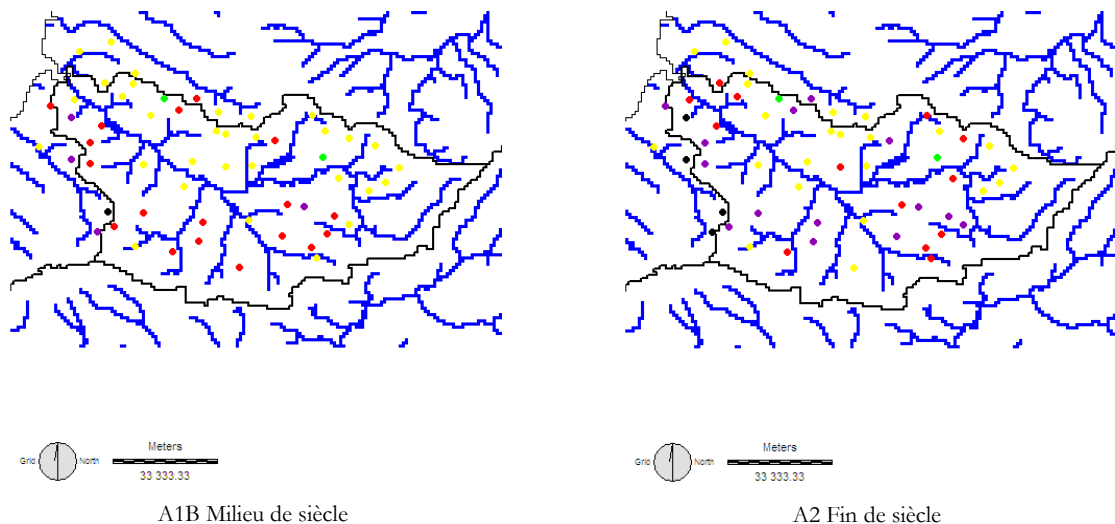 Meters
Grid North
33 333.33
A1B Milieu de siècle
Meters
Grid North
33 333.33
A2 Fin de siècle